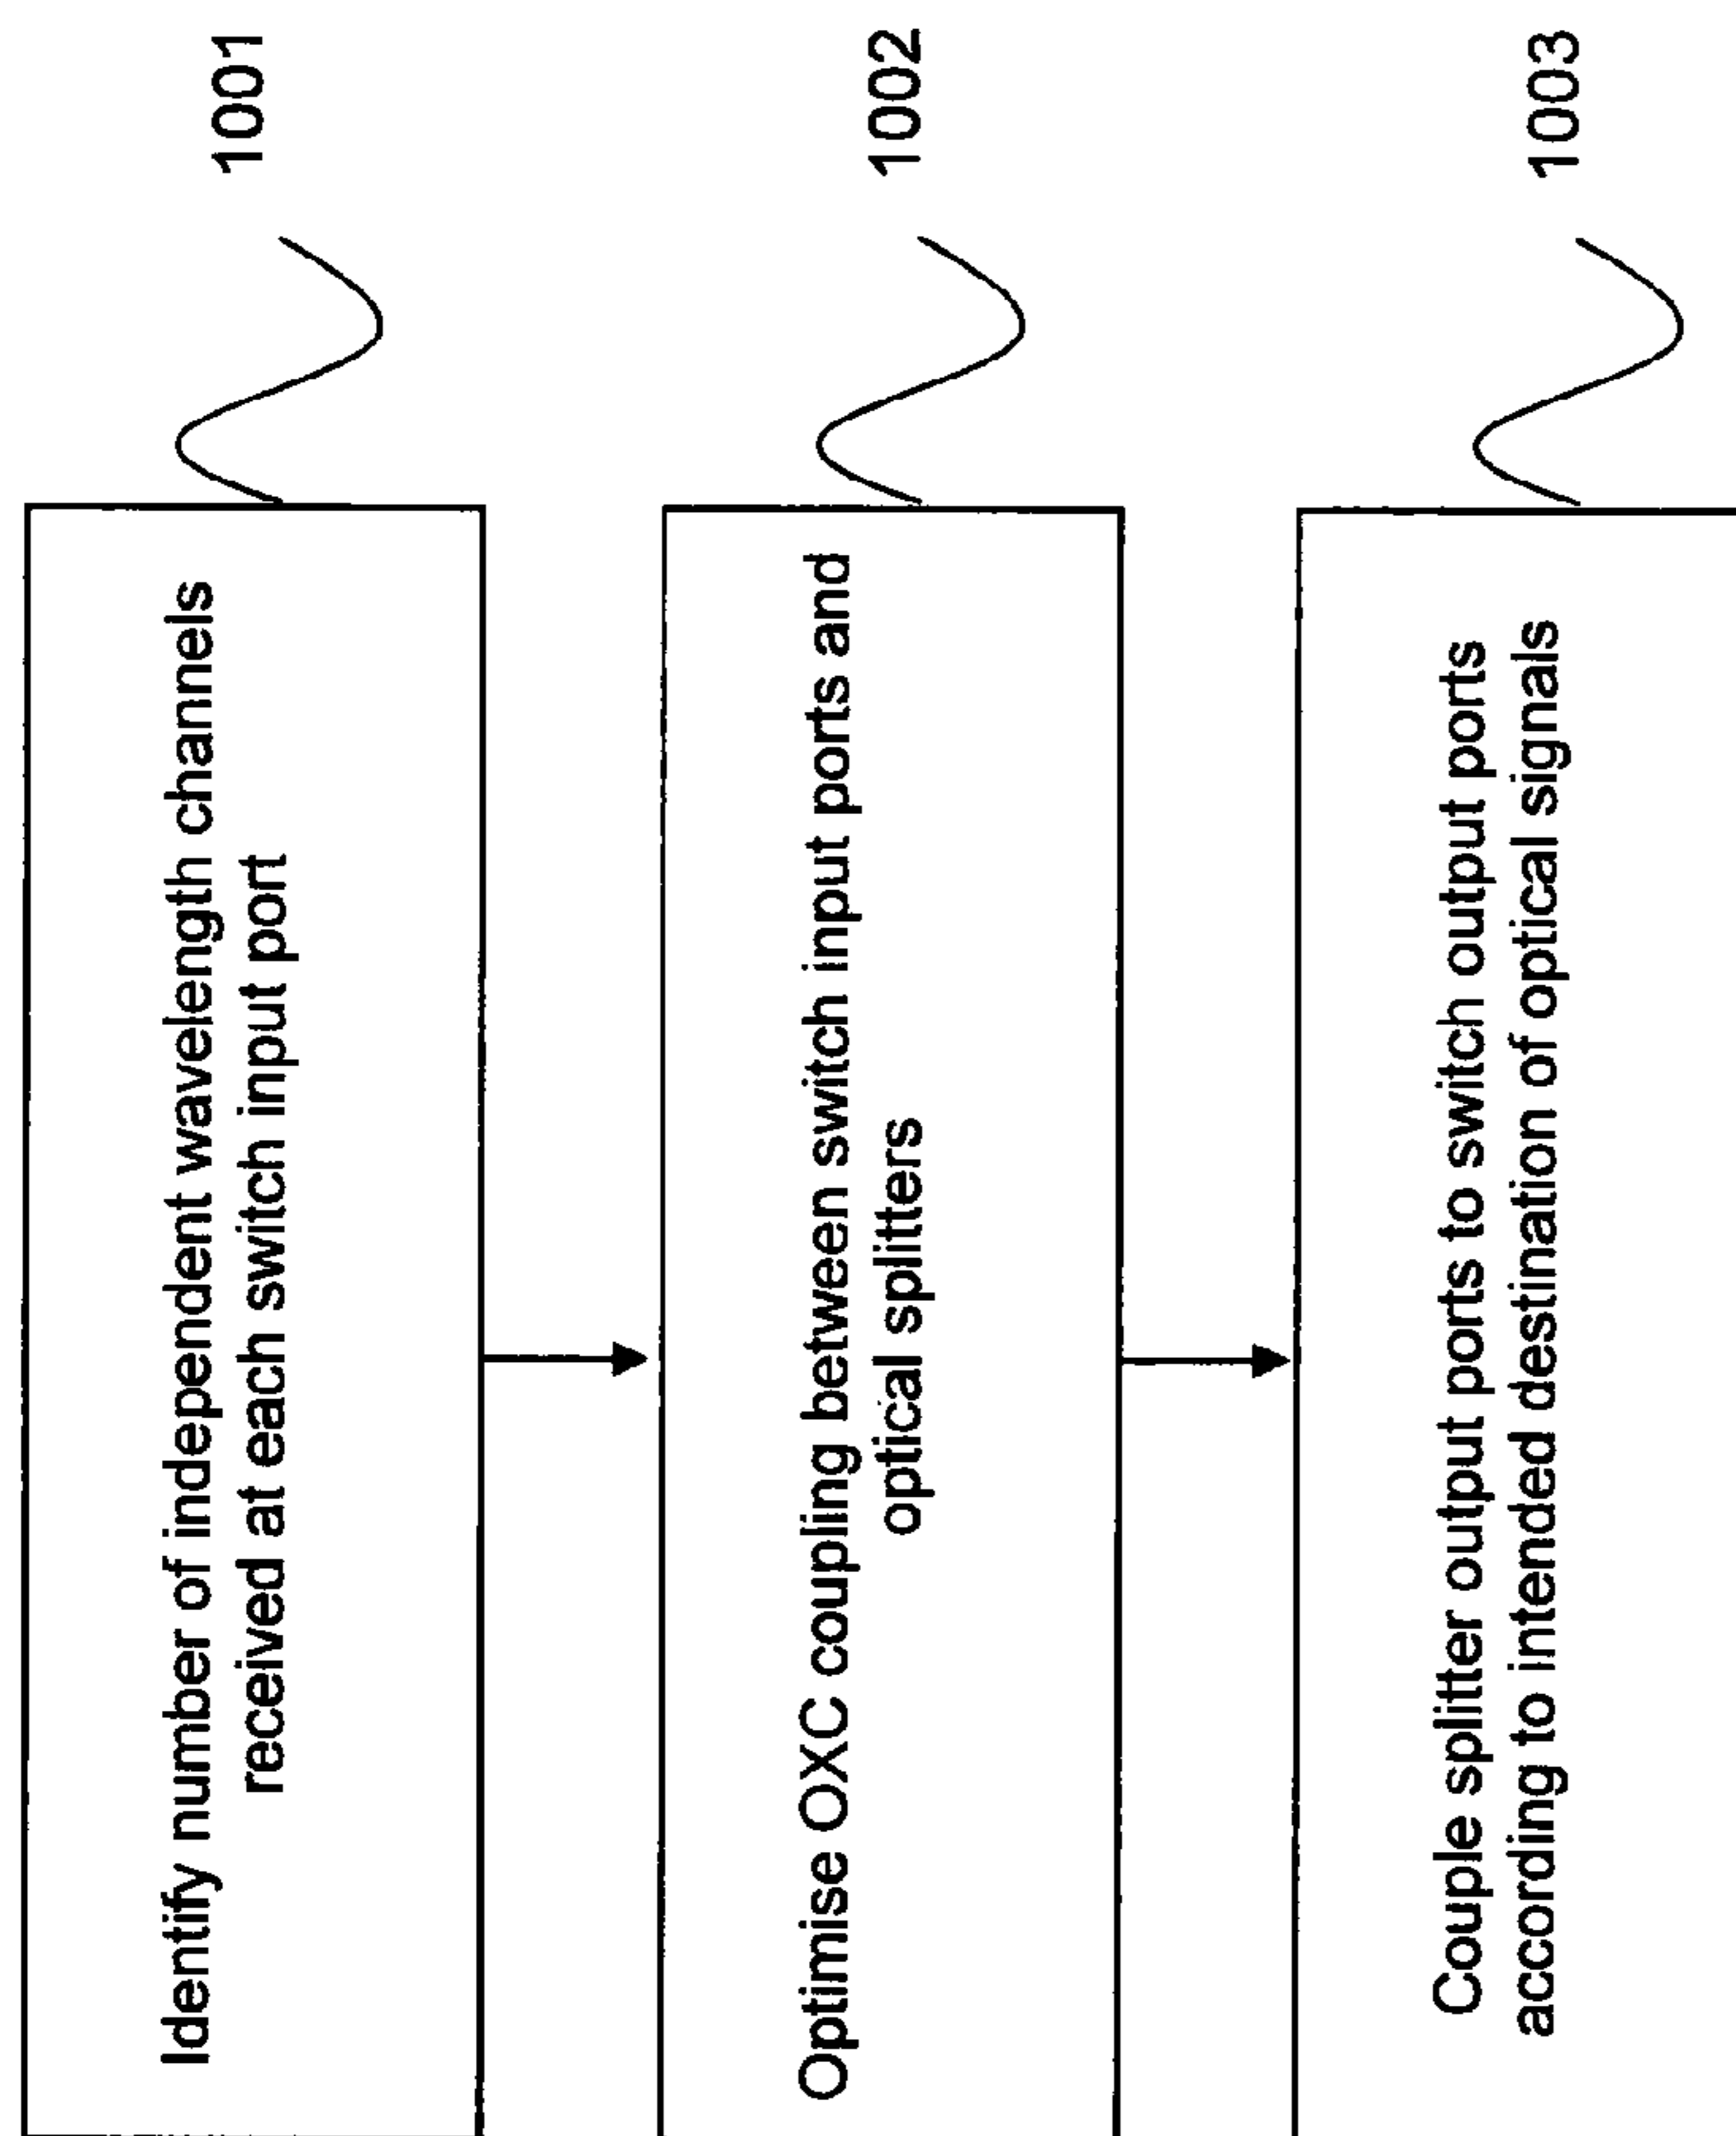 Identify number of independent wavelength channels
received at each switch input port
1001
Optimise OXC coupling between switch input ports and
optical splitters
1002
Couple splitter output ports to switch output ports
according to intended destination of optical signals
1003